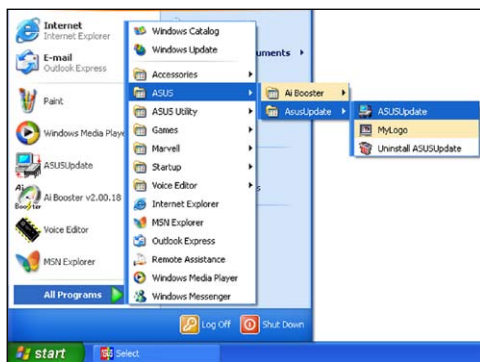 Internet
Internet Explorer
E-mail
Outlook Express
Paint
Windows Media Playe
ASUSUpdate
Ai Booster v2.00.18
Voice Editor
MSN Explorer
All Programs
Windows Catalog
Windows Update
Accessories
ASUS
ASUS Utility
Games
Marvell
Startup
Voice Editor
Internet Explorer
MSN Explorer
Outlook Express
Remote Assistance
Windows Media Player
Windows Messenger
uments
s
Ai Booster
AsusUpdate
ASUSUpdate
MyLogo
Uninstall ASUSUpdate
Log Off
Shut Down
start
Select